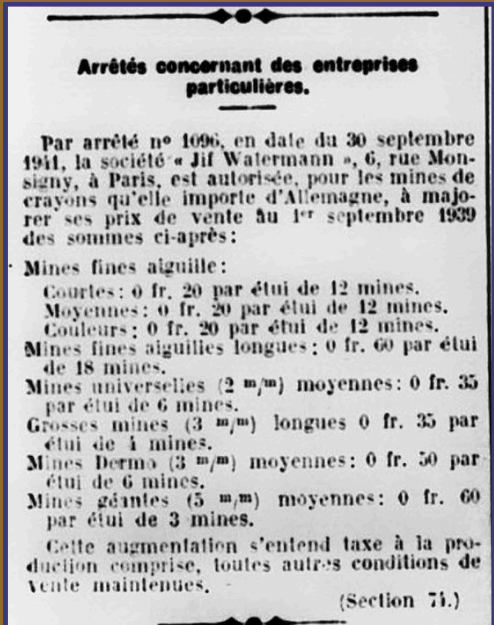 Arrêtés concernant des entreprises
particulières.
Par arrêté nº 1096, en date du 30 septembre
1941, la société « Jif Watermann », 6, rue Mon-
signy, à Paris, est autorisée, pour les mines de
crayons qu'elle importe d'Allemagne, à majo-
rer ses prix de vente au 1er septembre 1939
des sommes ci-après :
Mines fines aiguille :
Courtes : 0 fr. 20 par étui de 12 mines.
Moyennes : 0 fr. 20 par étui de 12 mines.
Couleurs : 0 fr. 20 par étui de 12 mines.
Mines fines aiguilles longues : 0 fr. 60 par étui
de 18 mines.
Mines universelles (2 m/m) moyennes : 0 fr. 35
par étui de 6 mines.
Grosses mines (3 m/m) longues 0 fr. 35 par
étui de 4 mines.
Mines Dermo (3 m/m) moyennes : 0 fr. 50 par
étui de 6 mines.
Mines géantes (5 m/m) moyennes : 0 fr. 60
par étui de 3 mines.
Cette augmentation s'entend taxe à la pro-
duction comprise, toutes autres conditions de
vente maintenues.
(Section 74.)